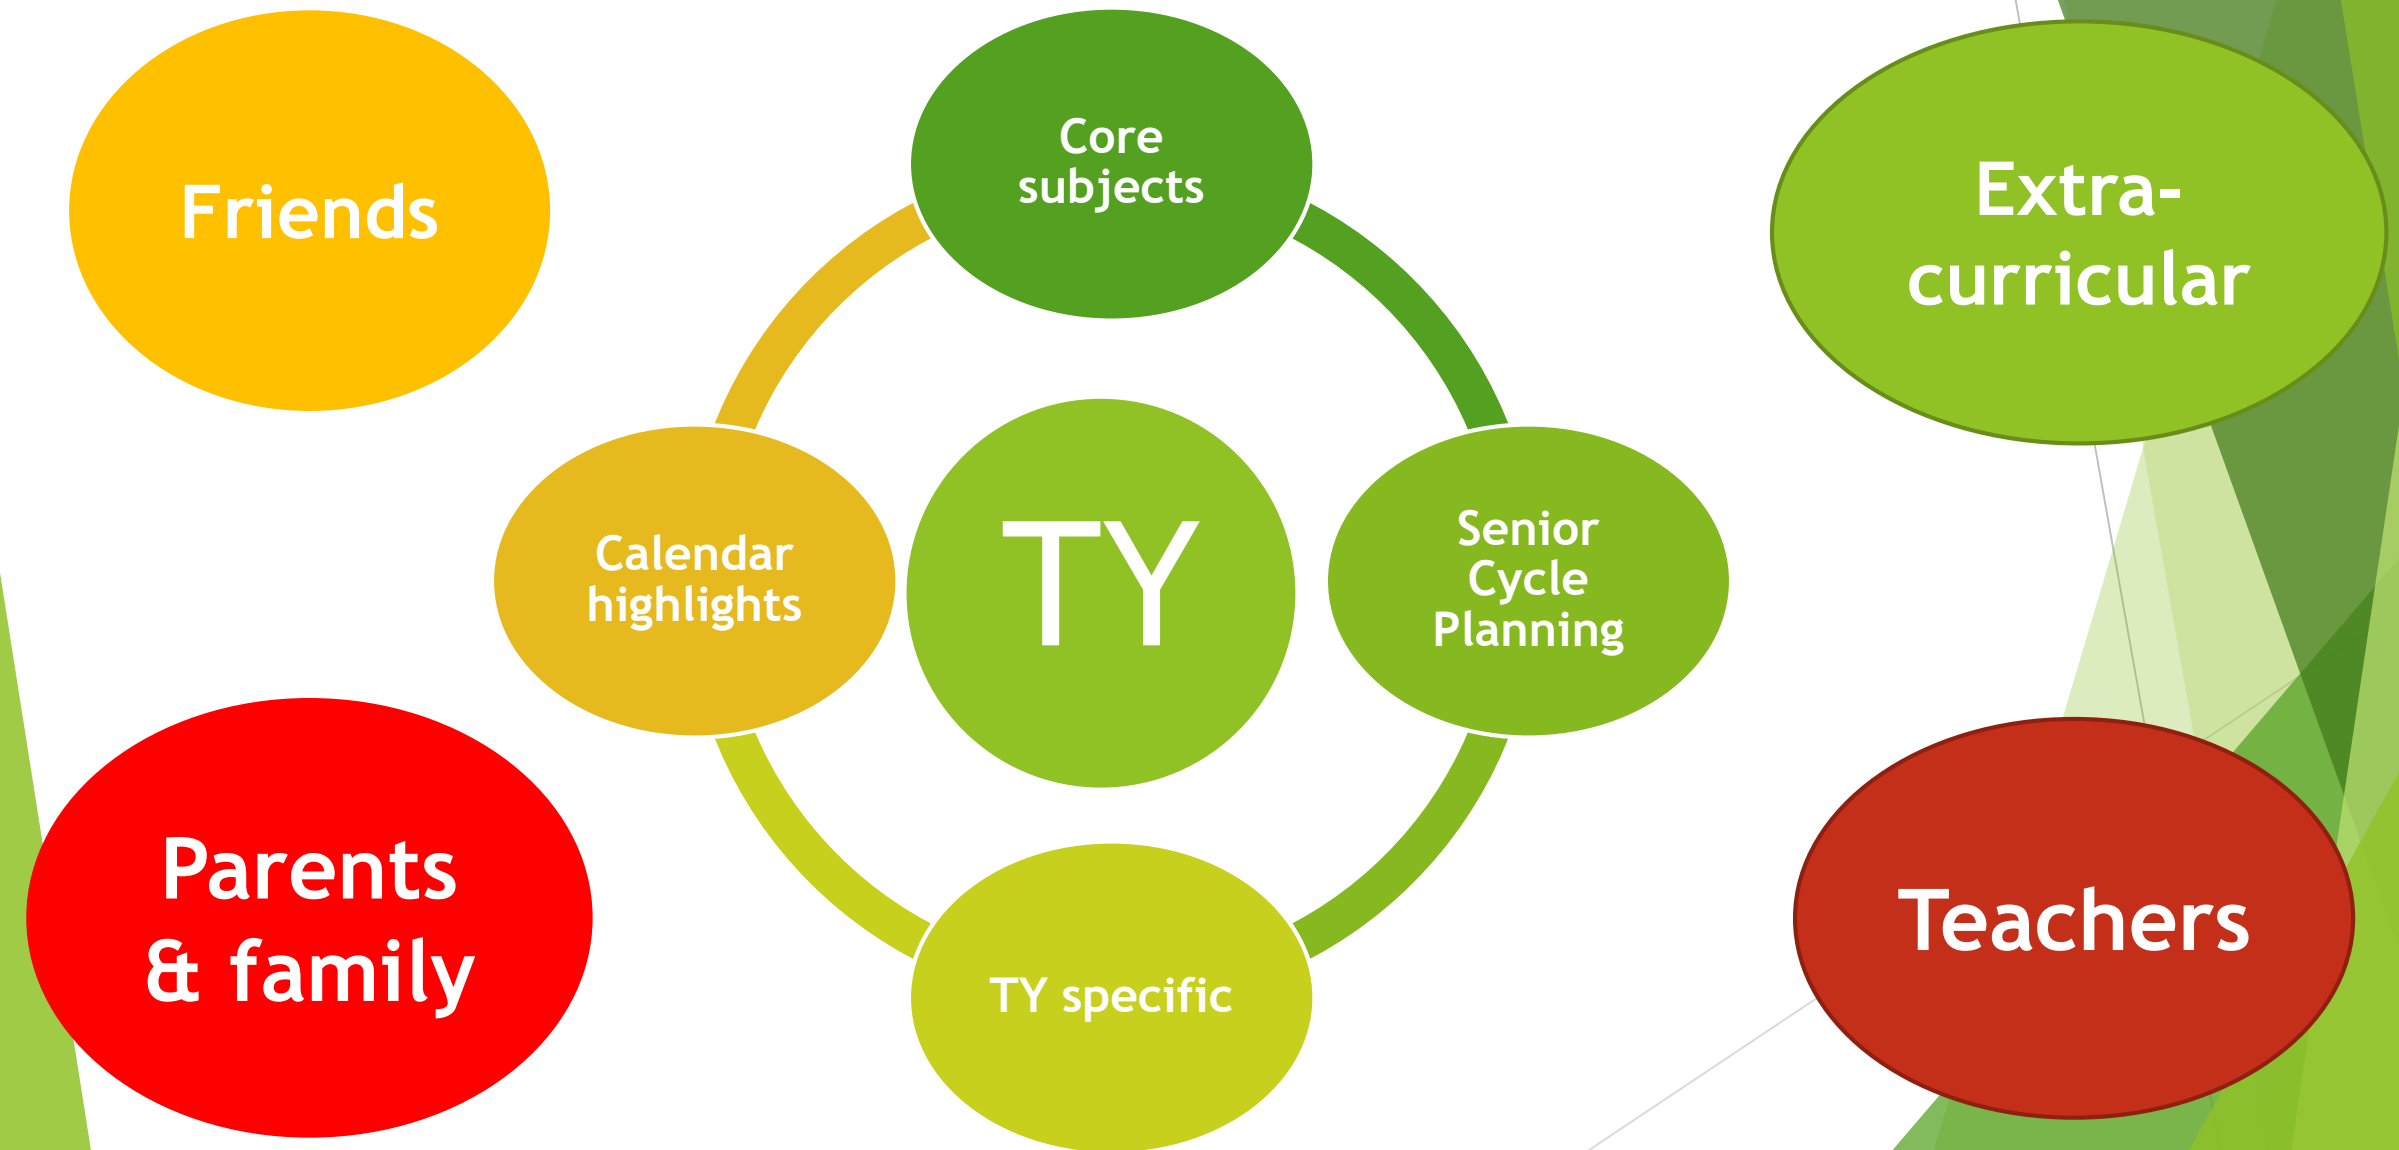 Friends
Core
subjects
Extra-
curricular
Calendar
highlights
TY
Senior
Cycle
Planning
Parents
& family
TY specific
Teachers